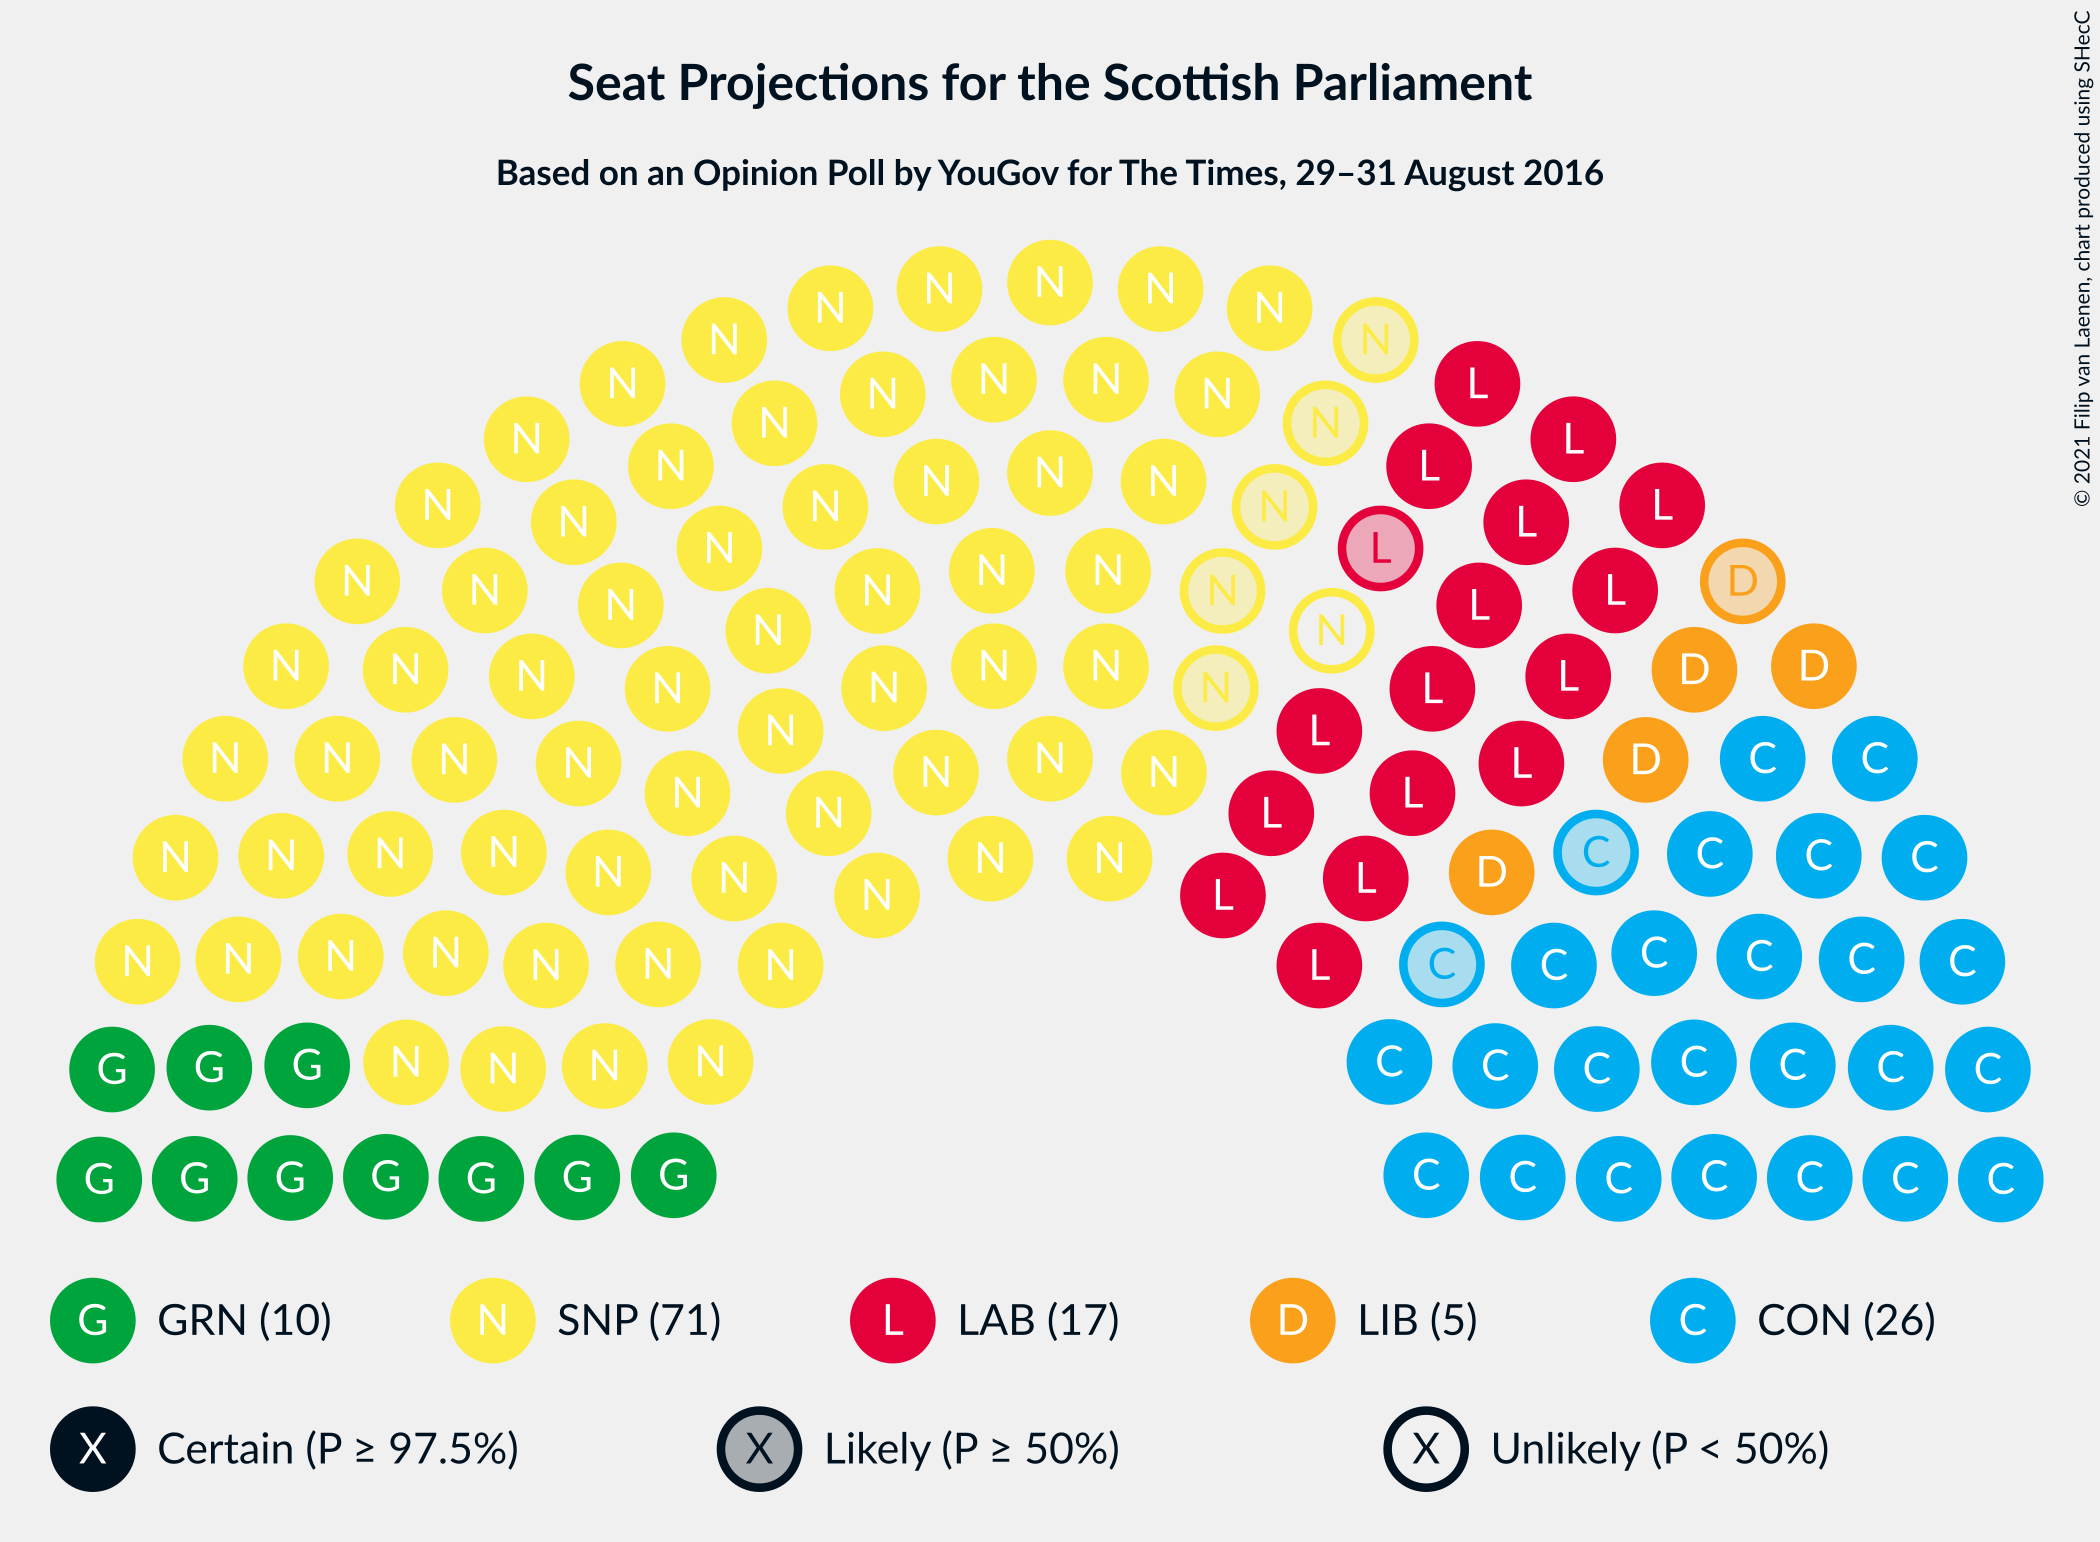 Seat Projections for the Scottish Parliament
Based on an Opinion Poll by YouGov for The Times, 29–31 August 2016
© 2021 Filip van Laenen, chart produced using SHecC
N N N N N
N N N
N L
N N N N N N N L
N N N N L
N N N N L
N N N L
N N N N L
N N N N N L D
N N N N N L
N N N N N N L D D
N N N N N N L
N N N N N N N N L D C C
N N L L
N N N N N N N N N L D C C C C
N N L L
N N N N N N N L C C C C C C C
G G G N N N N C C C C C C C
G G G G G G G C C C C C C C
G GRN (10) N SNP (71) L LAB (17) D LIB (5) C CON (26)
X Certain (P ≥ 97.5%) X Likely (P ≥ 50%) X Unlikely (P < 50%)